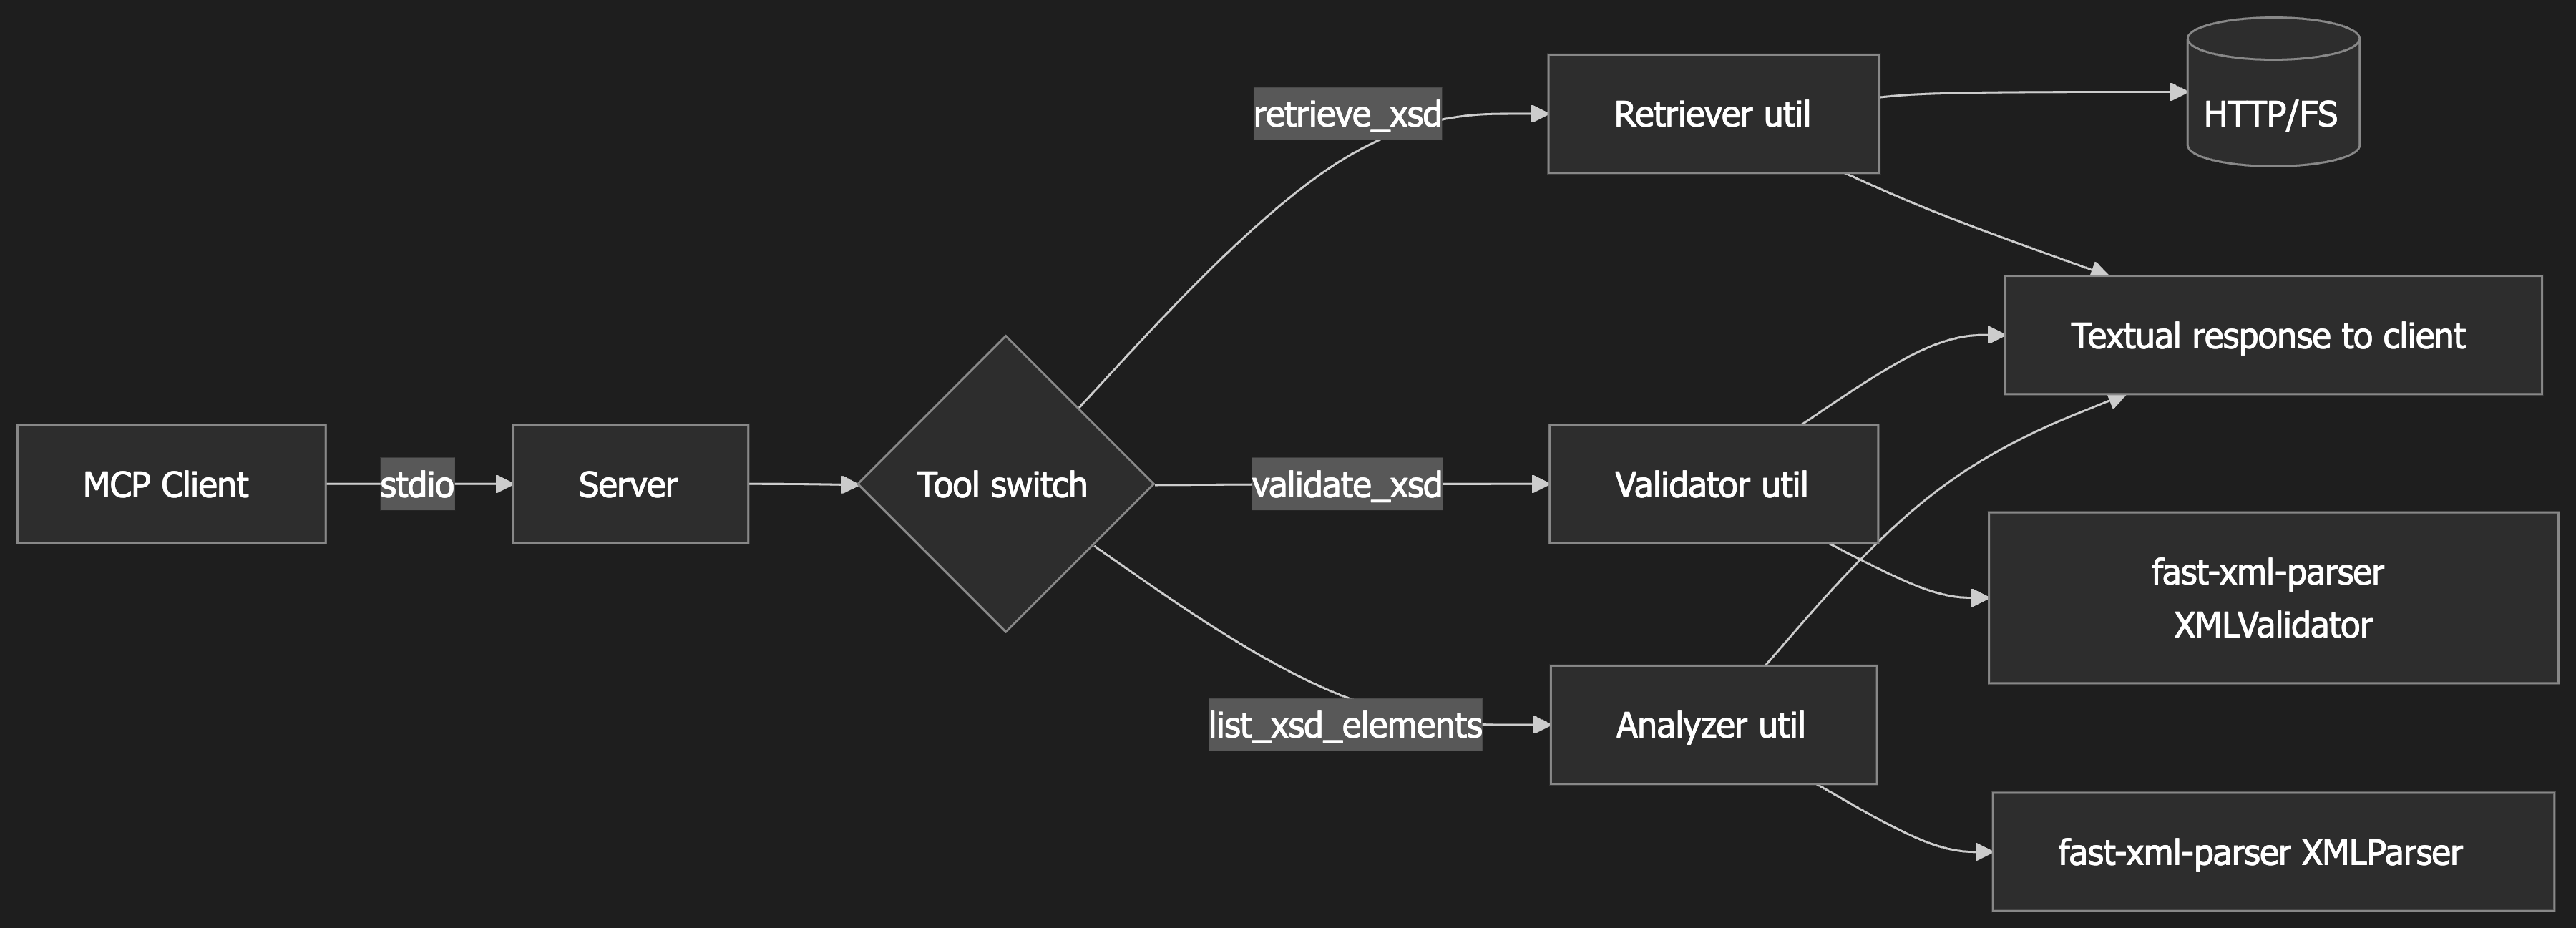 MCP Client
stdio
Server
Tool switch
retrieve_xsd
validate_xsd
list_xsd_elements
Retriever util
Validator util
Analyzer util
HTTP/FS
Textual response to client
fast-xml-parser
XMLValidator
fast-xml-parser XMLParser